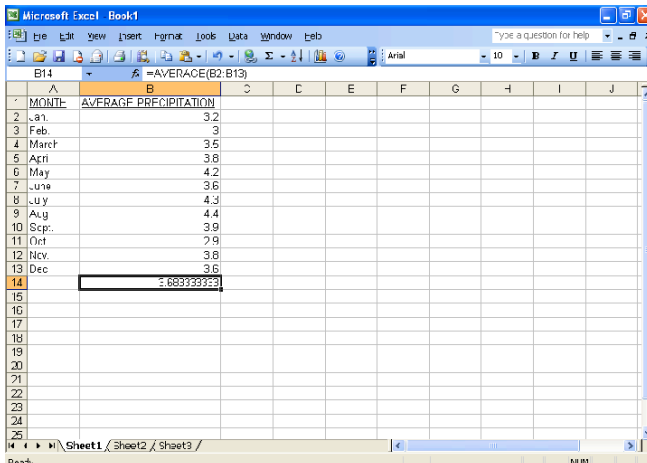 Microsoft Excel - Book1
File Edit View Insert Format Tools Data Window Help Type a question for help
Arial 10 B I U
B14 fx =AVERAGE(B2:B13)
A B C D E F G H I J
1 MONTH AVERAGE PRECIPITATION
2 Jan. 3.2
3 Feb. 3
4 March 3.5
5 April 3.8
6 May 4.2
7 June 3.6
8 July 4.3
9 Aug 4.4
10 Sept. 3.9
11 Oct 2.9
12 Nov. 3.8
13 Dec 3.6
14 3.683333333
15
16
17
18
19
20
21
22
23
24
25
Sheet1 Sheet2 Sheet3
Ready NUM